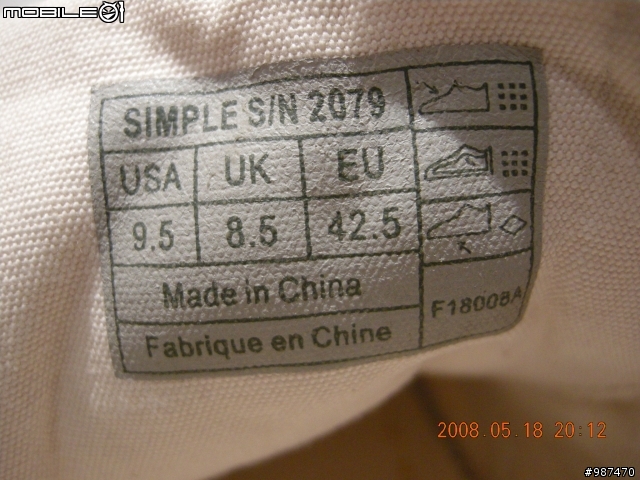 MOBILE01
SIMPLE S/N 2079
USA UK EU
9.5 8.5 42.5
Made in China
Fabrique en Chine
F18008A
2008.05.18 20:12
#987470